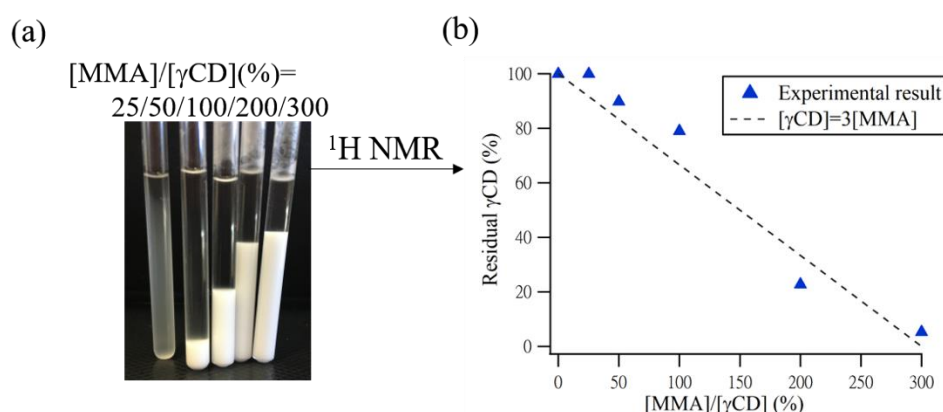 (a)
[MMA]/[γCD](%)=
25/50/100/200/300
¹H NMR
(b)
100
80
60
40
20
0
Residual γCD (%)
Experimental result
[γCD]=3[MMA]
0 50 100 150 200 250 300
[MMA]/[γCD] (%)